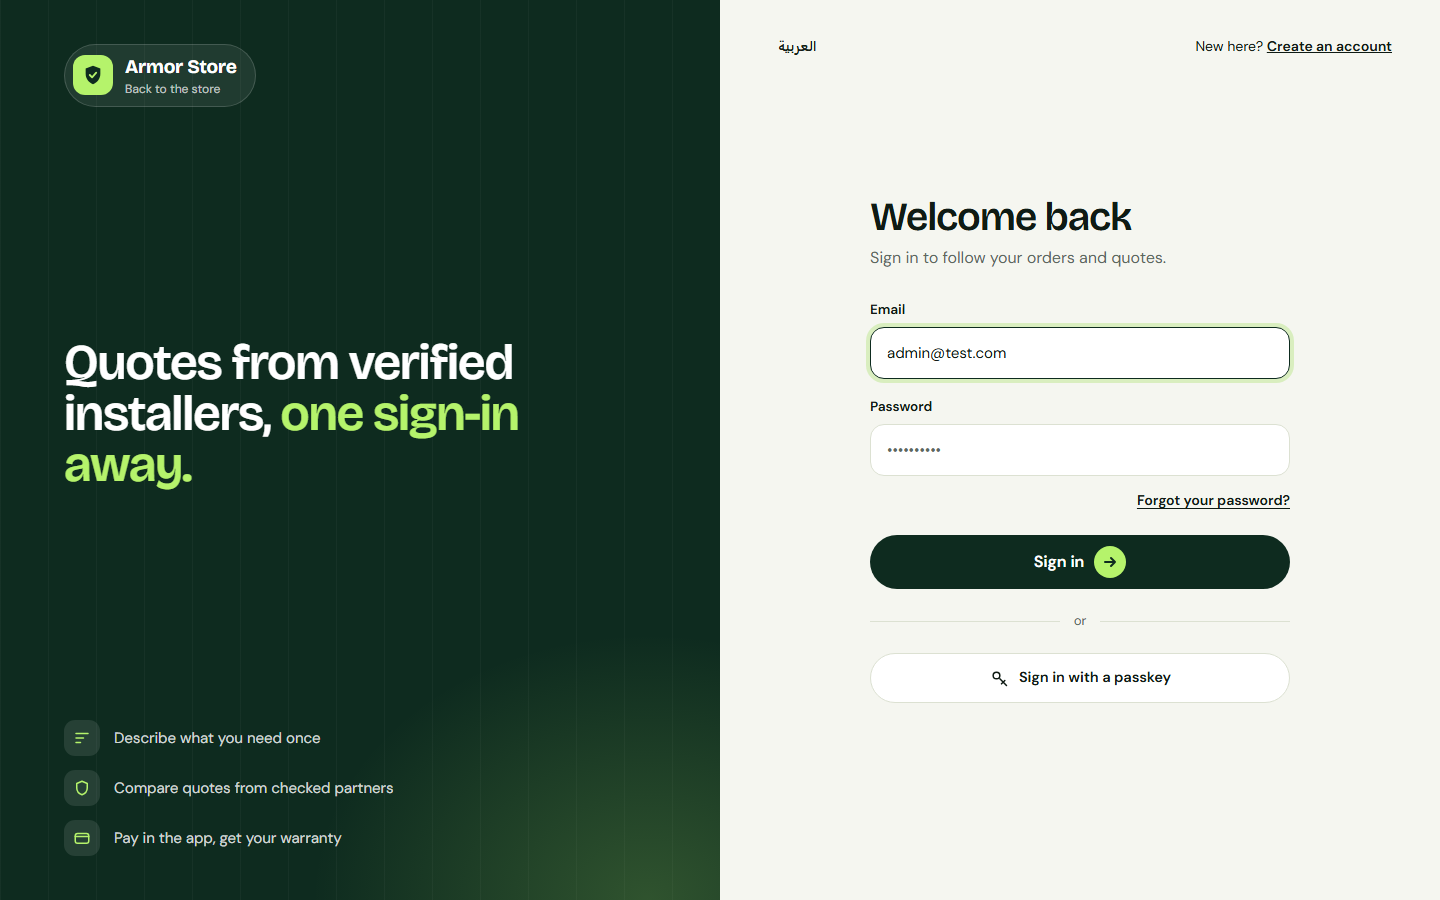 Armor Store
Back to the store
Quotes from verified
installers, one sign-in
away.
Describe what you need once
Compare quotes from checked partners
Pay in the app, get your warranty
العربية
New here? Create an account
Welcome back
Sign in to follow your orders and quotes.
Email
admin@test.com
Password
••••••••••
Forgot your password?
Sign in
or
Sign in with a passkey